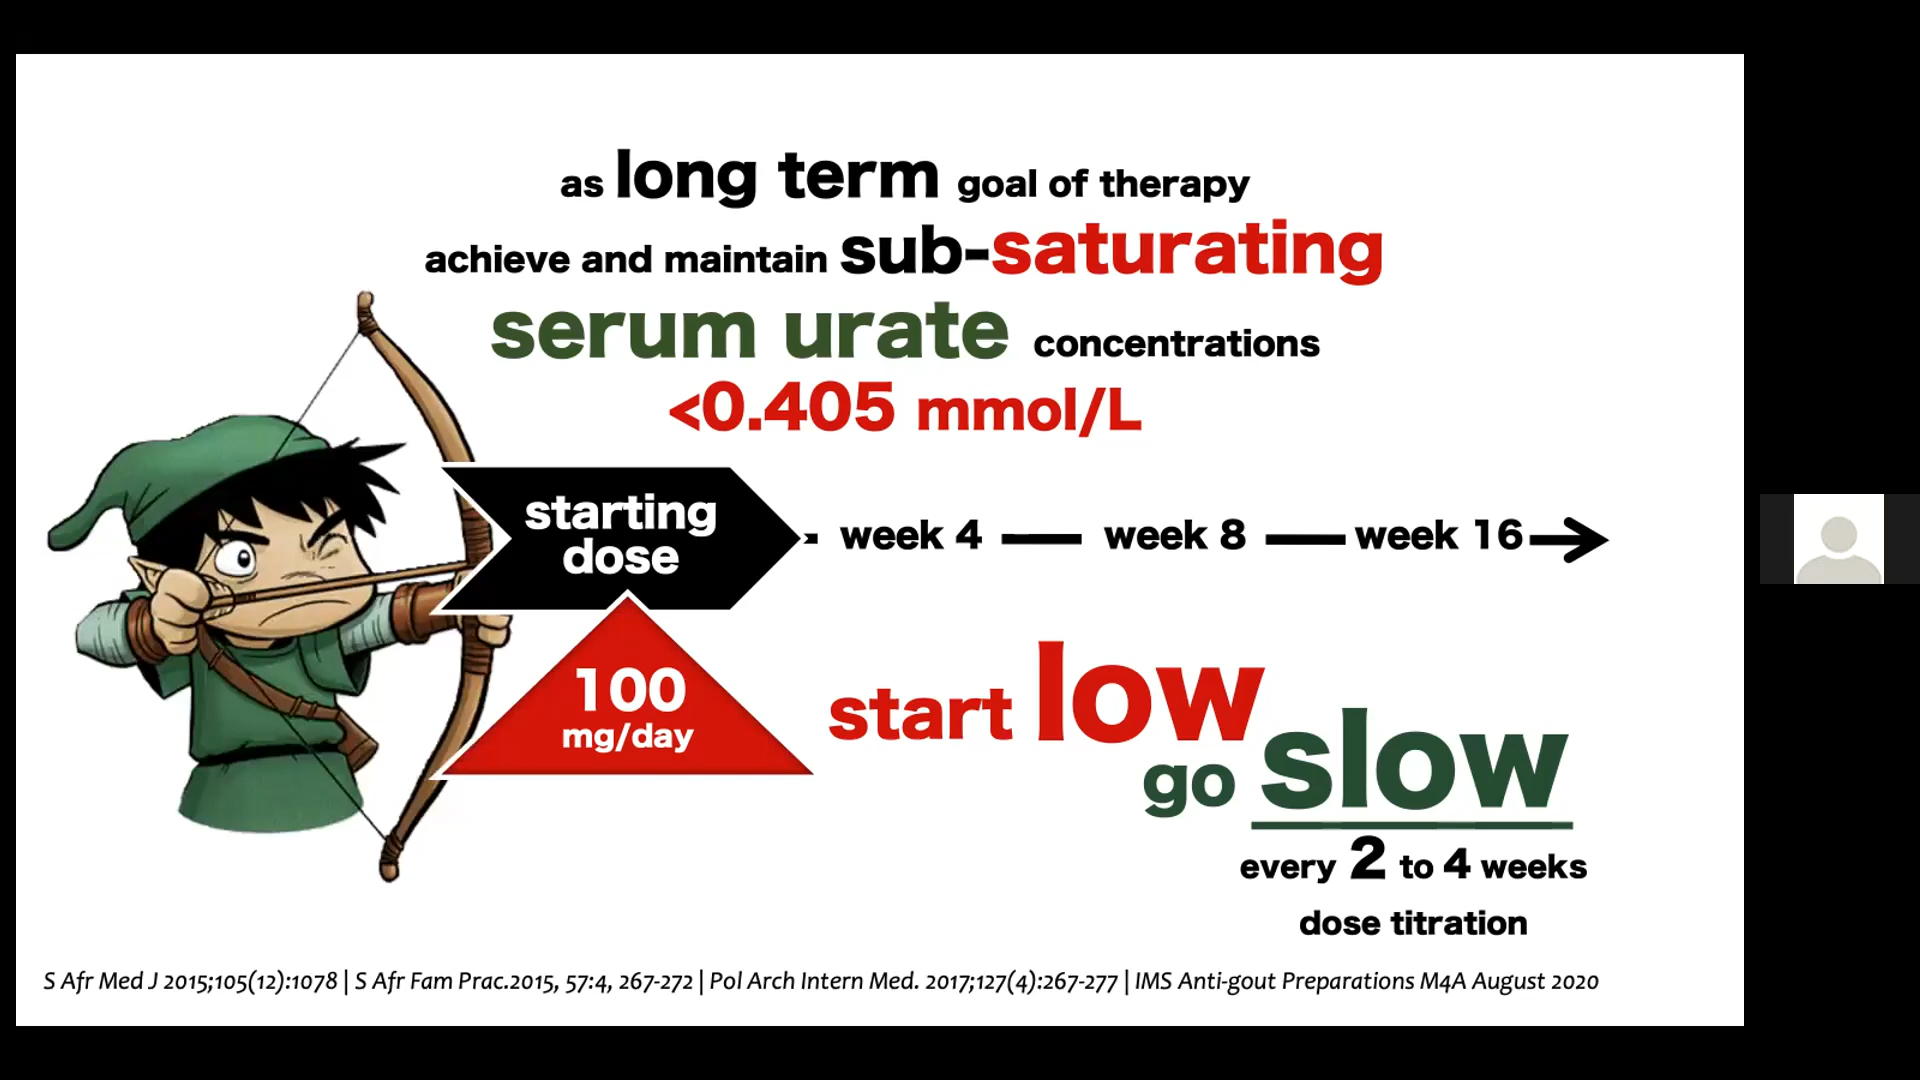 as long term goal of therapy
achieve and maintain sub-saturating
serum urate concentrations
<0.405 mmol/L
starting
dose
week 4
week 8
week 16
100
mg/day
start low
go slow
every 2 to 4 weeks
dose titration
S Afr Med J 2015;105(12):1078 | S Afr Fam Prac.2015, 57:4, 267-272 | Pol Arch Intern Med. 2017;127(4):267-277 | IMS Anti-gout Preparations M4A August 2020